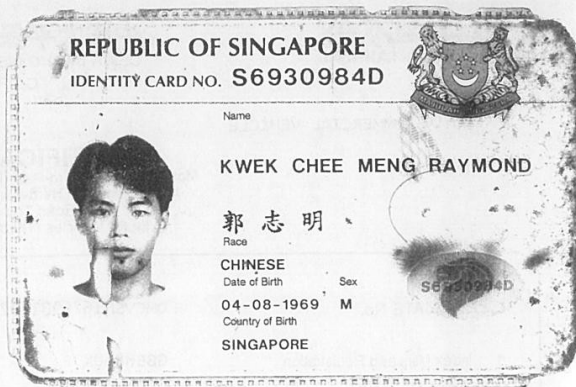 REPUBLIC OF SINGAPORE
IDENTITY CARD NO. S6930984D
Name
KWEK CHEE MENG RAYMOND
郭志明
Race
CHINESE
Date of Birth Sex
04-08-1969 M
Country of Birth
SINGAPORE
S6930984D